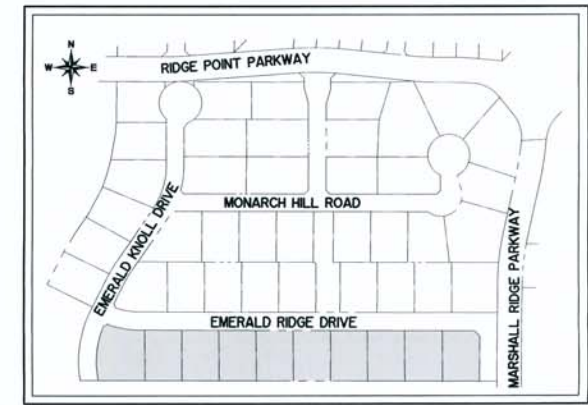 N
W E
S
RIDGE POINT PARKWAY
EMERALD KNOLL DRIVE
MONARCH HILL ROAD
MARSHALL RIDGE PARKWAY
EMERALD RIDGE DRIVE